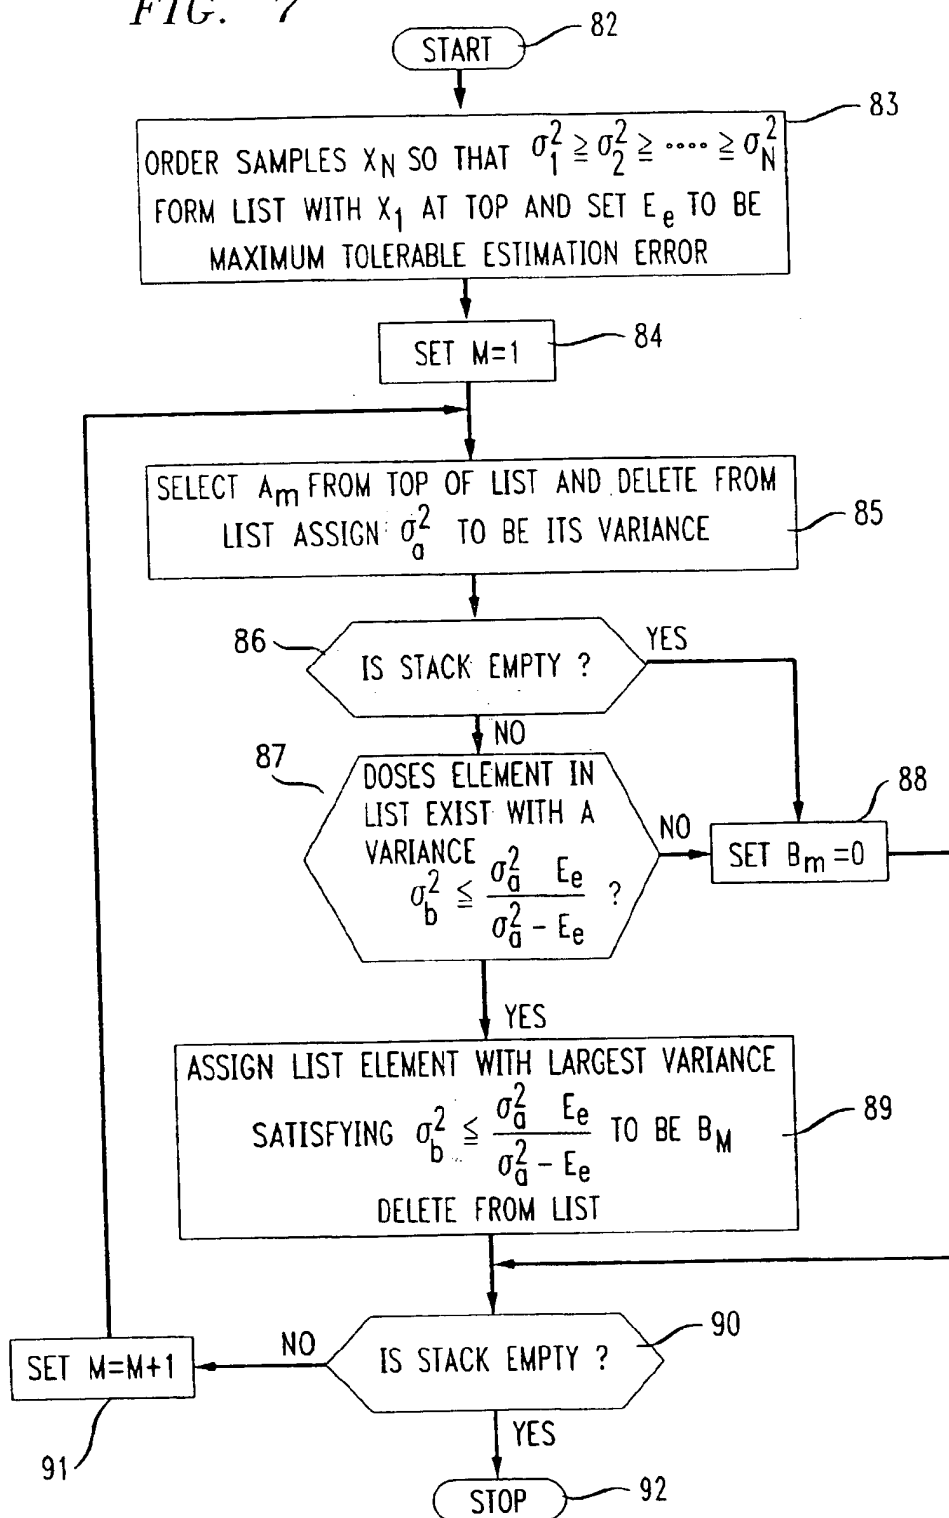 FIG. 7
START
82
83
ORDER SAMPLES X_N SO THAT σ_1^2 ≧ σ_2^2 ≧ •••• ≧ σ_N^2
FORM LIST WITH X_1 AT TOP AND SET E_e TO BE
MAXIMUM TOLERABLE ESTIMATION ERROR
SET M=1
84
SELECT A_m FROM TOP OF LIST AND DELETE FROM
LIST ASSIGN σ_a^2 TO BE ITS VARIANCE
85
86
IS STACK EMPTY ?
YES
NO
87
DOSES ELEMENT IN
LIST EXIST WITH A
VARIANCE
σ_b^2 ≦ (σ_a^2 E_e)/(σ_a^2 - E_e) ?
NO
88
SET B_m =0
YES
ASSIGN LIST ELEMENT WITH LARGEST VARIANCE
SATISFYING σ_b^2 ≦ (σ_a^2 E_e)/(σ_a^2 - E_e) TO BE B_M
DELETE FROM LIST
89
90
IS STACK EMPTY ?
NO
SET M=M+1
91
YES
STOP
92